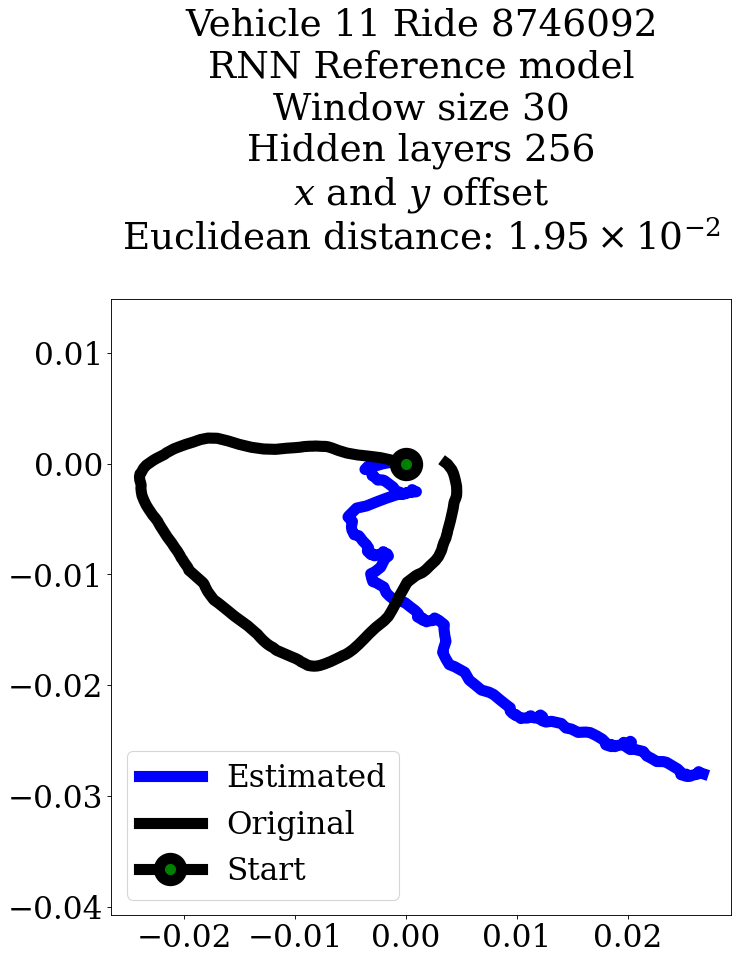 Vehicle 11 Ride 8746092
RNN Reference model
Window size 30
Hidden layers 256
x and y offset
Euclidean distance: 1.95 × 10⁻²
0.01
0.00
−0.01
−0.02
−0.03
−0.04
Estimated
Original
Start
−0.02 −0.01 0.00 0.01 0.02